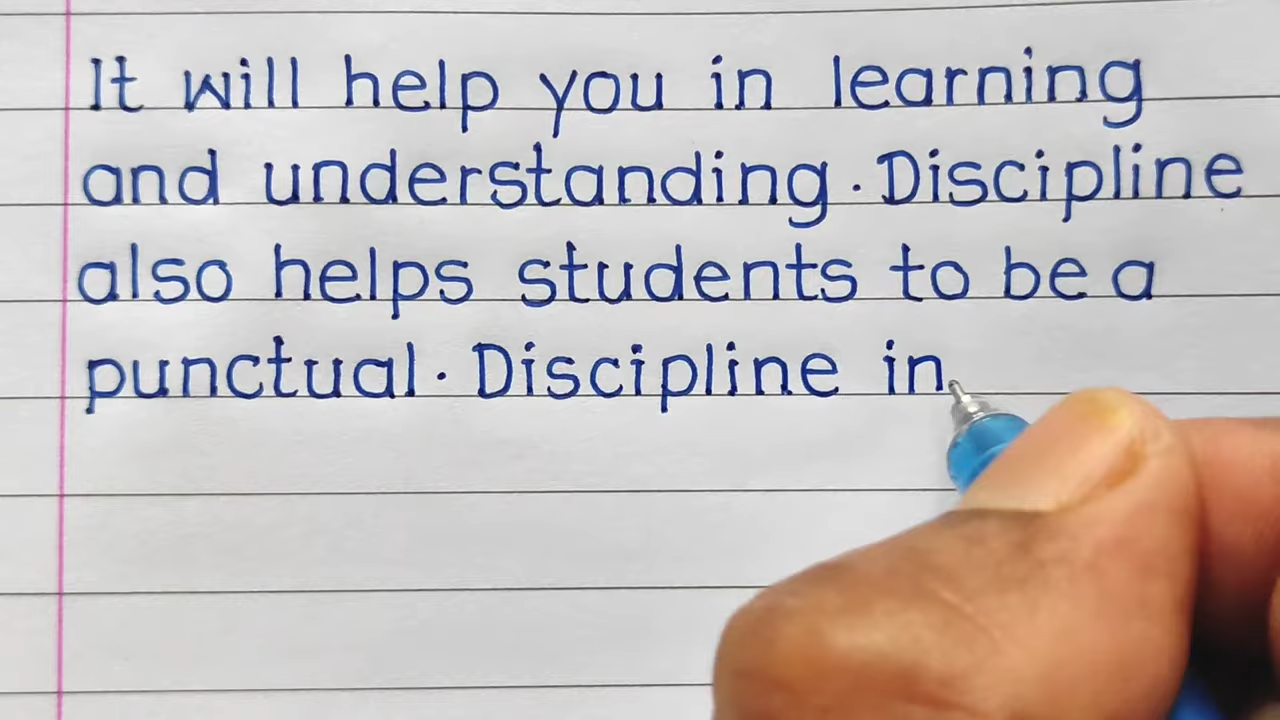 It will help you in learning
and understanding. Discipline
also helps students to be a
punctual. Discipline in